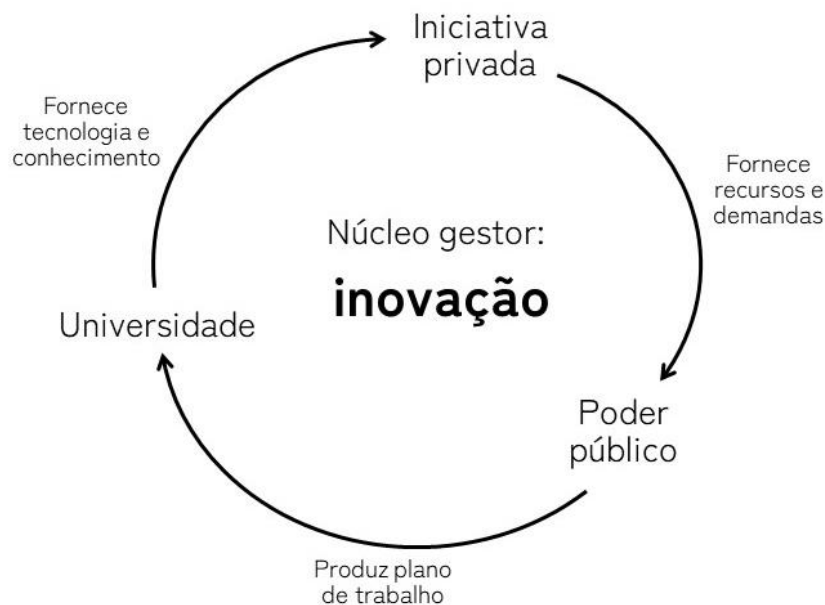 Iniciativa
privada
Fornece
tecnologia e
conhecimento
Fornece
recursos e
demandas
Núcleo gestor:
inovação
Universidade
Poder
público
Produz plano
de trabalho